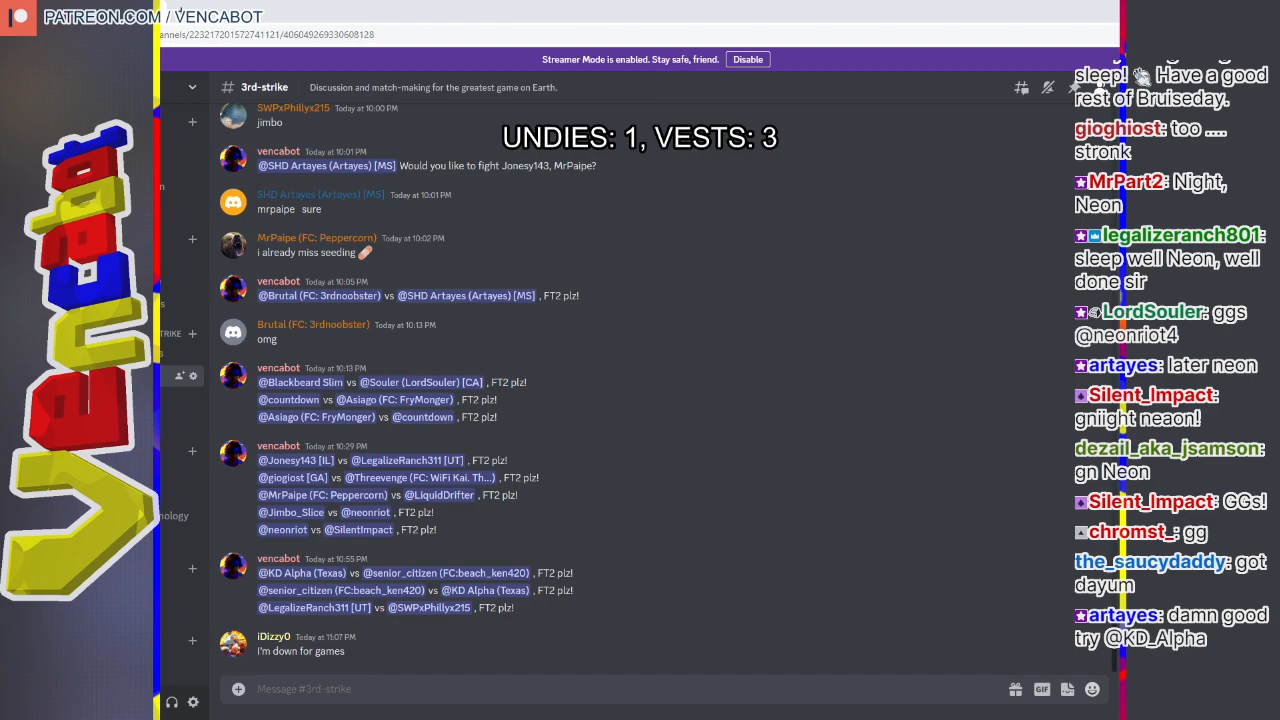 PATREON.COM / VENCABOT
annels/223217201572741121/406049269330608128
Streamer Mode is enabled. Stay safe, friend.
Disable
# 3rd-strike
Discussion and match-making for the greatest game on Earth.
UNDIES: 1, VESTS: 3
SWPxPhillyx215 Today at 10:00 PM
jimbo
vencabot Today at 10:01 PM
@SHD Artayes (Artayes) [MS] Would you like to fight Jonesy143, MrPaipe?
SHD Artayes (Artayes) [MS] Today at 10:01 PM
mrpaipe sure
MrPaipe (FC: Peppercorn) Today at 10:02 PM
i already miss seeding
vencabot Today at 10:05 PM
@Brutal (FC: 3rdnoobster) vs @SHD Artayes (Artayes) [MS] , FT2 plz!
Brutal (FC: 3rdnoobster) Today at 10:13 PM
omg
vencabot Today at 10:13 PM
@Blackbeard Slim vs @Souler (LordSouler) [CA] , FT2 plz!
@countdown vs @Asiago (FC: FryMonger) , FT2 plz!
@Asiago (FC: FryMonger) vs @countdown , FT2 plz!
vencabot Today at 10:29 PM
@Jonesy143 [IL] vs @LegalizeRanch311 [UT] , FT2 plz!
@giogiost [GA] vs @Threevenge (FC: WiFi Kai. Th...) , FT2 plz!
@MrPaipe (FC: Peppercorn) vs @LiquidDrifter , FT2 plz!
@Jimbo_Slice vs @neonriot , FT2 plz!
@neonriot vs @SilentImpact , FT2 plz!
vencabot Today at 10:55 PM
@KD Alpha (Texas) vs @senior_citizen (FC:beach_ken420) , FT2 plz!
@senior_citizen (FC:beach_ken420) vs @KD Alpha (Texas) , FT2 plz!
@LegalizeRanch311 [UT] vs @SWPxPhillyx215 , FT2 plz!
iDizzy0 Today at 11:07 PM
I'm down for games
Message #3rd-strike
GIF
TRIKE
nology
vencabot
sleep! Have a good
rest of Bruiseday.
gioghiost: too ....
stronk
MrPart2: Night,
Neon
legalizeranch801:
sleep well Neon, well
done sir
LordSouler: ggs
@neonriot4
artayes: later neon
Silent_Impact:
gniight neaon!
dezail_aka_jsamson:
gn Neon
Silent_Impact: GGs!
chromst_: gg
the_saucydaddy: got
dayum
artayes: damn good
try @KD_Alpha